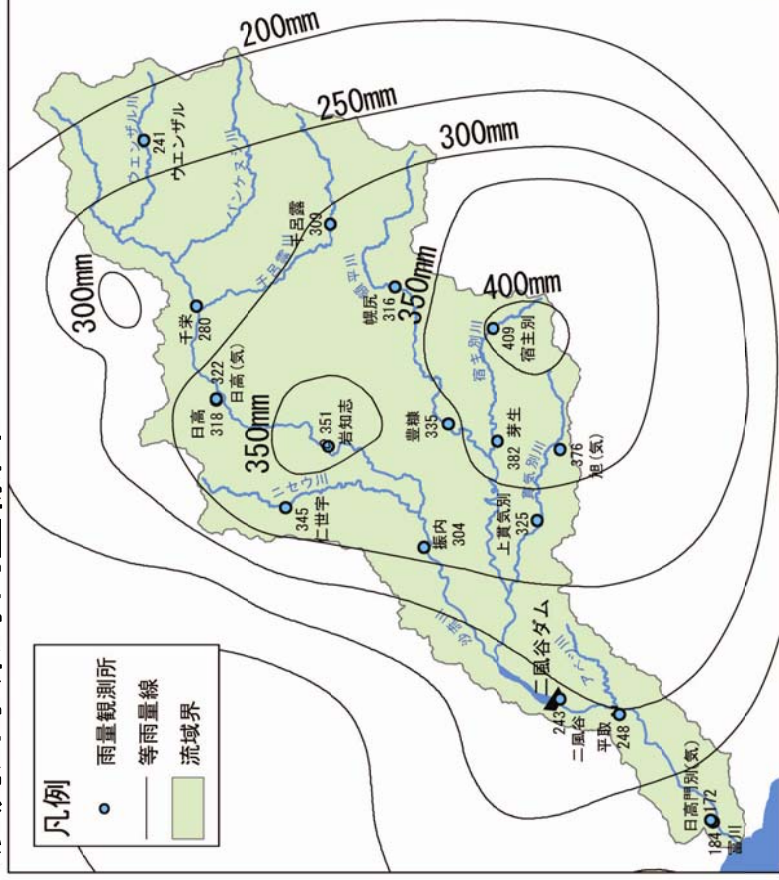 凡例
雨量観測所
等雨量線
流域界
200mm
250mm
300mm
300mm
350mm
350mm
400mm
ウエンザル川
241
ウエンザル
パンケヌシ川
千呂露
309
千呂露川
千栄
280
日高
318
322
日高(気)
351
岩知志
ニセウ川
345
仁世宇
幌尻
316
額平川
豊糠
335
宿主別川
409
宿主別
382
芽生
376
旭(気)
貫気別川
上貫気別
325
振内
304
沙流川
二風谷ダム
243
二風谷
アベツ川
平取
248
日高門別(気)
172
184
富川